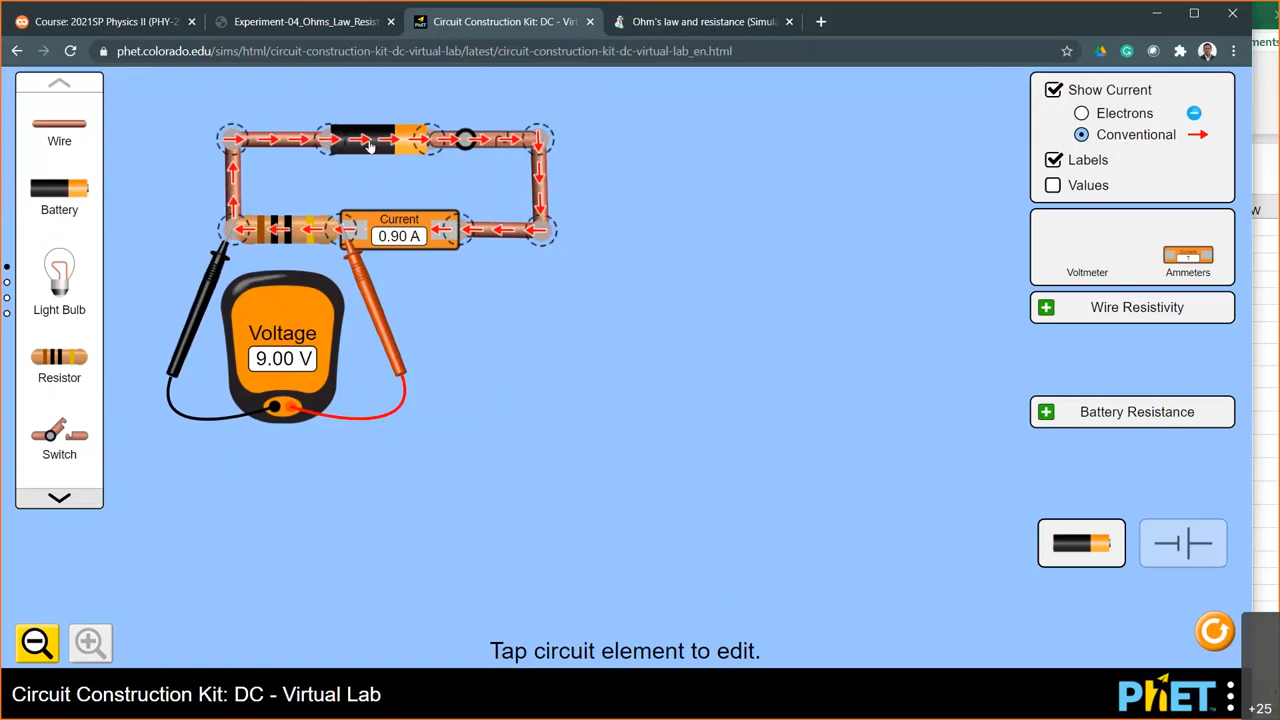 Course: 2021SP Physics II (PHY-2
Experiment-04_Ohms_Law_Resist
Circuit Construction Kit: DC - Virt
Ohm's law and resistance (Simula
phet.colorado.edu/sims/html/circuit-construction-kit-dc-virtual-lab/latest/circuit-construction-kit-dc-virtual-lab_en.html
Wire
Battery
Light Bulb
Resistor
Switch
Current
0.90 A
Voltage
9.00 V
Show Current
Electrons
Conventional
Labels
Values
Voltmeter
Current
?
Ammeters
Wire Resistivity
Battery Resistance
Tap circuit element to edit.
Circuit Construction Kit: DC - Virtual Lab
PhET
+25